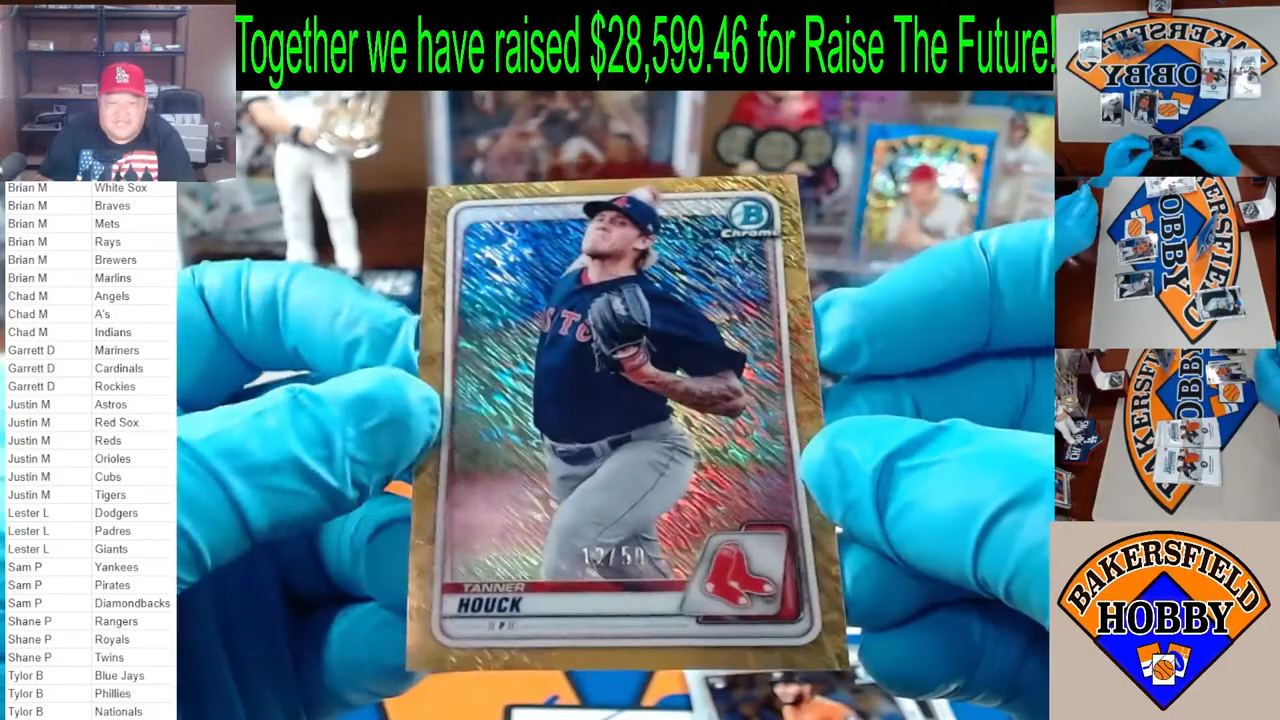 Together we have raised $28,599.46 for Raise The Future!
Brian M White Sox
Brian M Braves
Brian M Mets
Brian M Rays
Brian M Brewers
Brian M Marlins
Chad M Angels
Chad M A's
Chad M Indians
Garrett D Mariners
Garrett D Cardinals
Garrett D Rockies
Justin M Astros
Justin M Red Sox
Justin M Reds
Justin M Orioles
Justin M Cubs
Justin M Tigers
Lester L Dodgers
Lester L Padres
Lester L Giants
Sam P Yankees
Sam P Pirates
Sam P Diamondbacks
Shane P Rangers
Shane P Royals
Shane P Twins
Tylor B Blue Jays
Tylor B Phillies
Tylor B Nationals
B
Chrome
12/50
TANNER
HOUCK
BAKERSFIELD
HOBBY